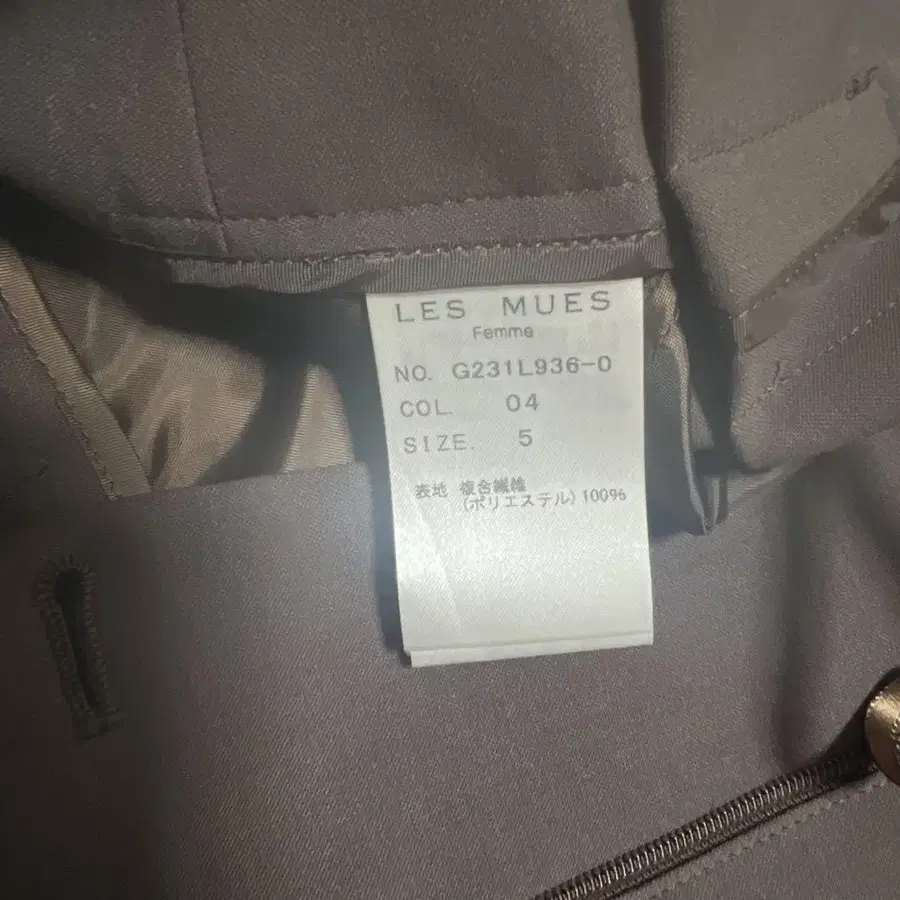 LES MUES
Femme
NO. G231L936-0
COL. 04
SIZE. 5
表地 複合繊維
(ポリエステル) 100%